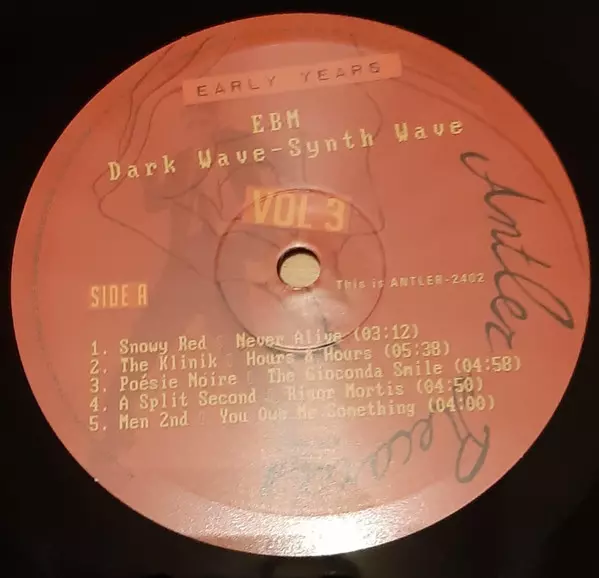 EARLY YEARS
EBM
Dark Wave-Synth Wave
VOL 3
This is ANTLER-2402
SIDE A
1. Snowy Red : Never Alive (03:12)
2. The Klinik : Hours & Hours (05:38)
3. Poésie Noire : The Gioconda Smile (04:58)
4. A Split Second : Rigor Mortis (04:50)
5. Men 2nd : You Owe Me Something (04:00)
Antler Records